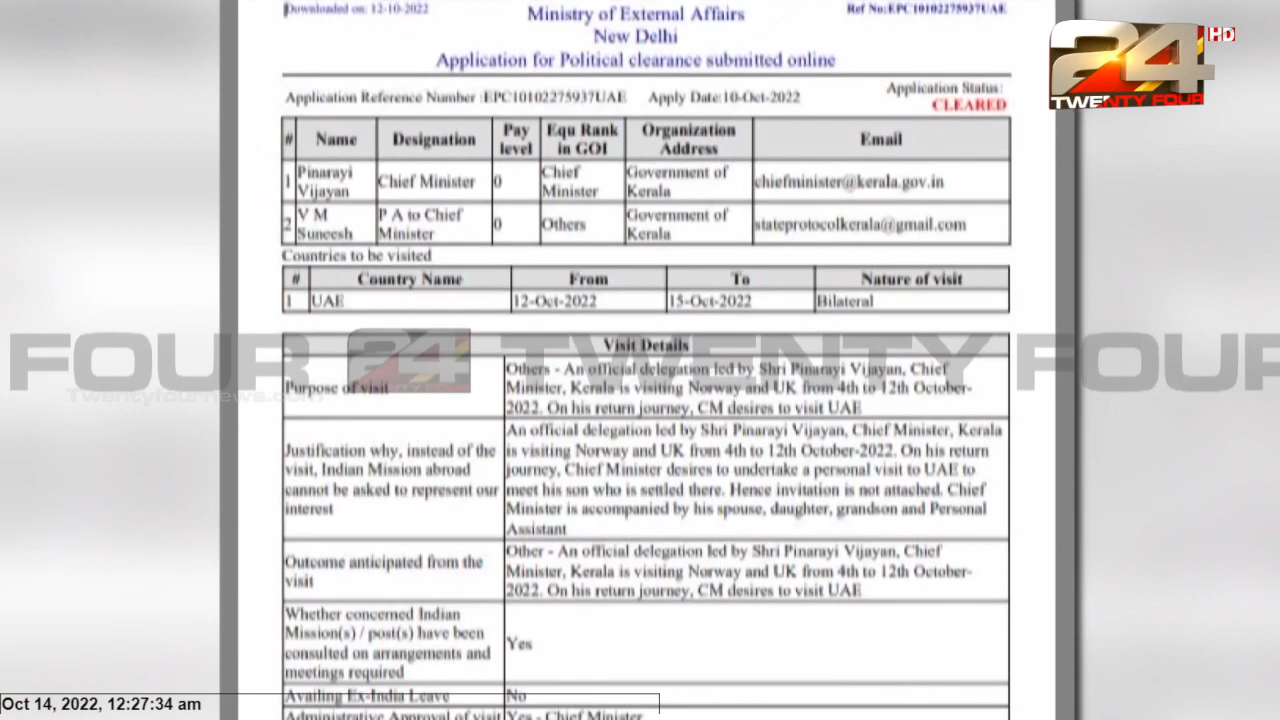 Downloaded on: 12-10-2022
Ministry of External Affairs
Ref No:EPC10102275937UAE
New Delhi
Application for Political clearance submitted online
24 HD
TWENTY FOUR
Application Reference Number :EPC10102275937UAE Apply Date:10-Oct-2022
Application Status:
CLEARED
# Name Designation Pay level Equ Rank in GOI Organization Address Email
1 Pinarayi Vijayan Chief Minister 0 Chief Minister Government of Kerala chiefminister@kerala.gov.in
2 V M Suneesh P A to Chief Minister 0 Others Government of Kerala stateprotocolkerala@gmail.com
Countries to be visited
# Country Name From To Nature of visit
1 UAE 12-Oct-2022 15-Oct-2022 Bilateral
Visit Details
Purpose of visit
Others - An official delegation led by Shri Pinarayi Vijayan, Chief
Minister, Kerala is visiting Norway and UK from 4th to 12th October-
2022. On his return journey, CM desires to visit UAE
FOUR 24 TWENTY FOUR
Twentyfournews.com
Justification why, instead of the
visit, Indian Mission abroad
cannot be asked to represent our
interest
An official delegation led by Shri Pinarayi Vijayan, Chief Minister, Kerala
is visiting Norway and UK from 4th to 12th October-2022. On his return
journey, Chief Minister desires to undertake a personal visit to UAE to
meet his son who is settled there. Hence invitation is not attached. Chief
Minister is accompanied by his spouse, daughter, grandson and Personal
Assistant
Outcome anticipated from the
visit
Other - An official delegation led by Shri Pinarayi Vijayan, Chief
Minister, Kerala is visiting Norway and UK from 4th to 12th October-
2022. On his return journey, CM desires to visit UAE
Whether concerned Indian
Mission(s) / post(s) have been
consulted on arrangements and
meetings required
Yes
Availing Ex-India Leave No
Administrative Approval of visit Yes - Chief Minister
Oct 14, 2022, 12:27:34 am